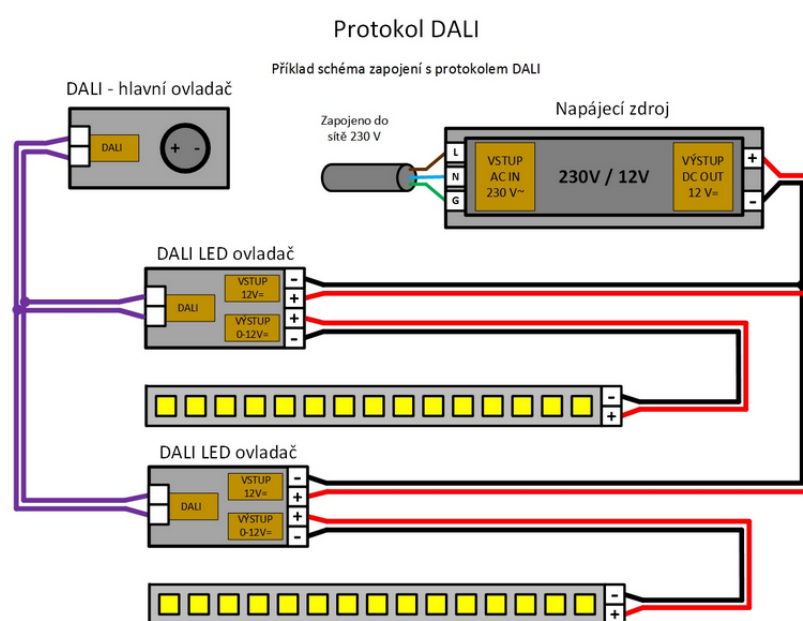 Protokol DALI
Příklad schéma zapojení s protokolem DALI
DALI - hlavní ovladač
DALI
+ -
Zapojeno do
sítě 230 V
Napájecí zdroj
L
N
G
VSTUP
AC IN
230 V~
230V / 12V
VÝSTUP
DC OUT
12 V=
+
-
DALI LED ovladač
DALI
VSTUP
12V=
VÝSTUP
0-12V=
-
+
+
-
-
+
DALI LED ovladač
DALI
VSTUP
12V=
VÝSTUP
0-12V=
-
+
+
-
-
+